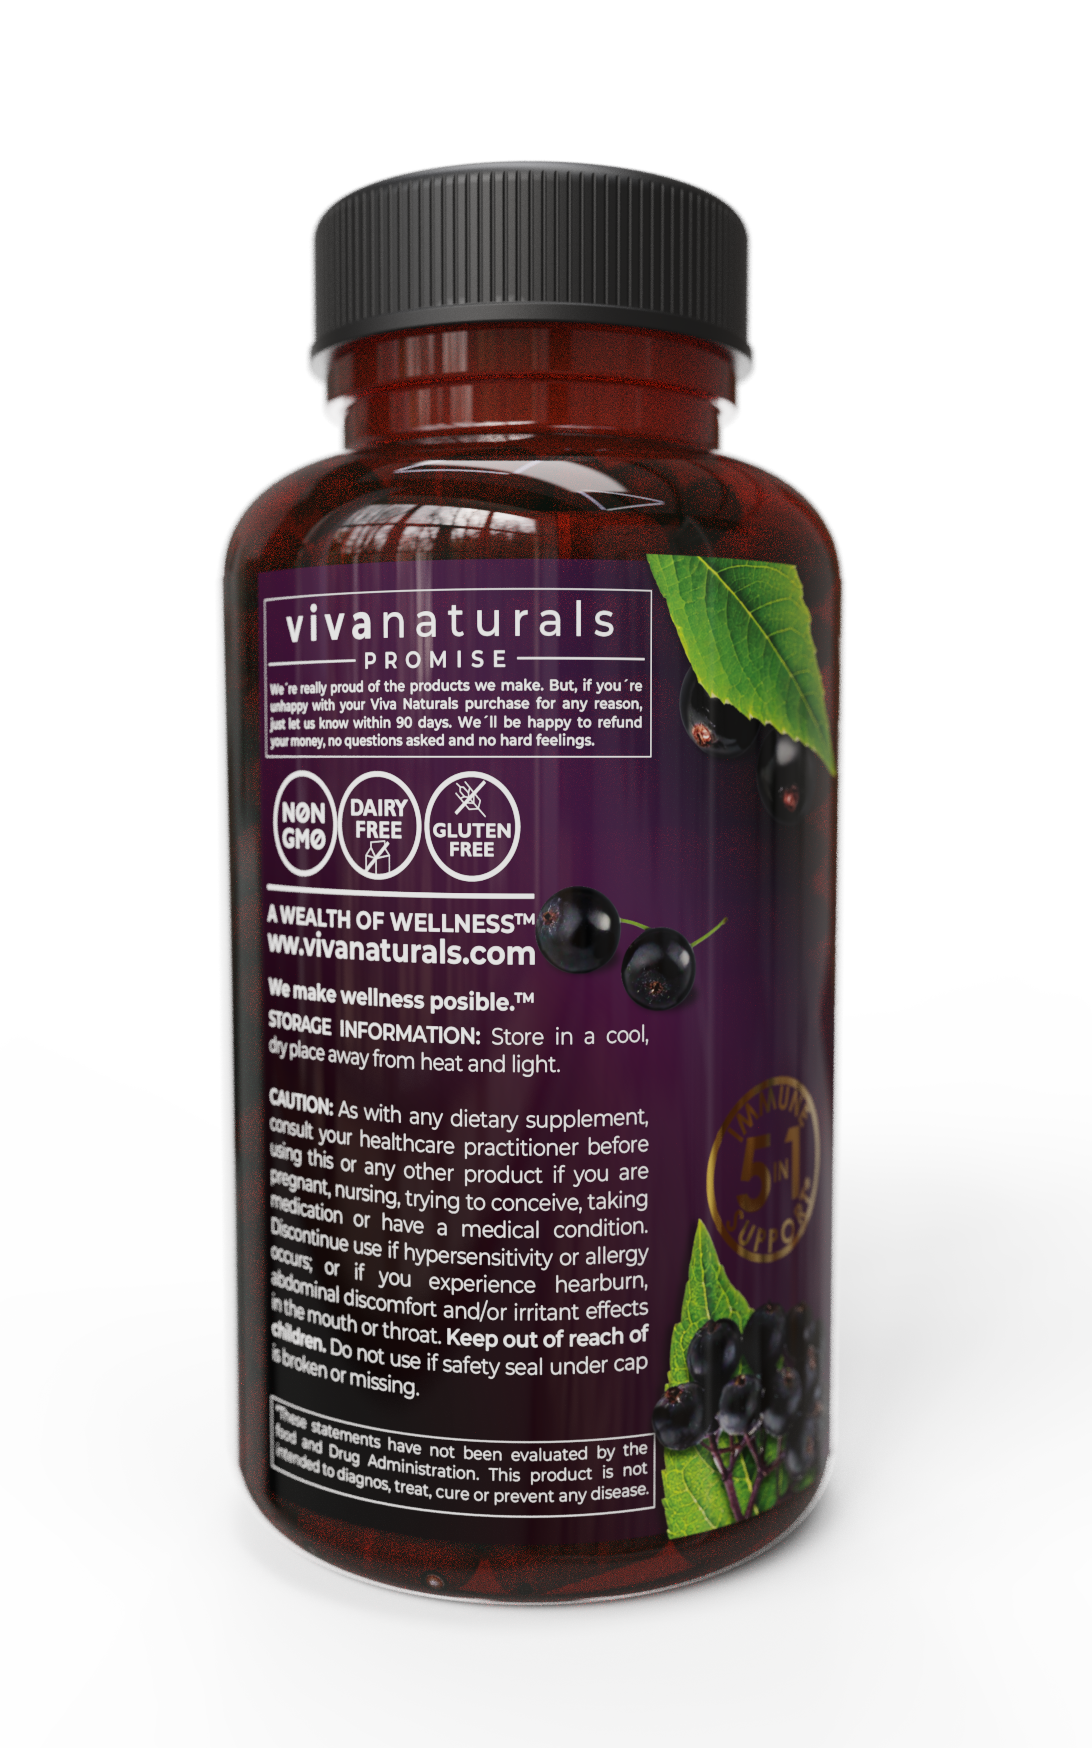 vivanaturals
PROMISE
We´re really proud of the products we make. But, if you´re
unhappy with your Viva Naturals purchase for any reason,
just let us know within 90 days. We´ll be happy to refund
your money, no questions asked and no hard feelings.
NON
GMO
DAIRY
FREE
GLUTEN
FREE
A WEALTH OF WELLNESS™
ww.vivanaturals.com
We make wellness posible.™
STORAGE INFORMATION: Store in a cool,
dry place away from heat and light.
CAUTION: As with any dietary supplement,
consult your healthcare practitioner before
using this or any other product if you are
pregnant, nursing, trying to conceive, taking
medication or have a medical condition.
Discontinue use if hypersensitivity or allergy
occurs; or if you experience hearburn,
abdominal discomfort and/or irritant effects
in the mouth or throat. Keep out of reach of
children. Do not use if safety seal under cap
is broken or missing.
*These statements have not been evaluated by the
food and Drug Administration. This product is not
intended to diagnos, treat, cure or prevent any disease.
IMMUNE
5 IN 1
SUPPORT